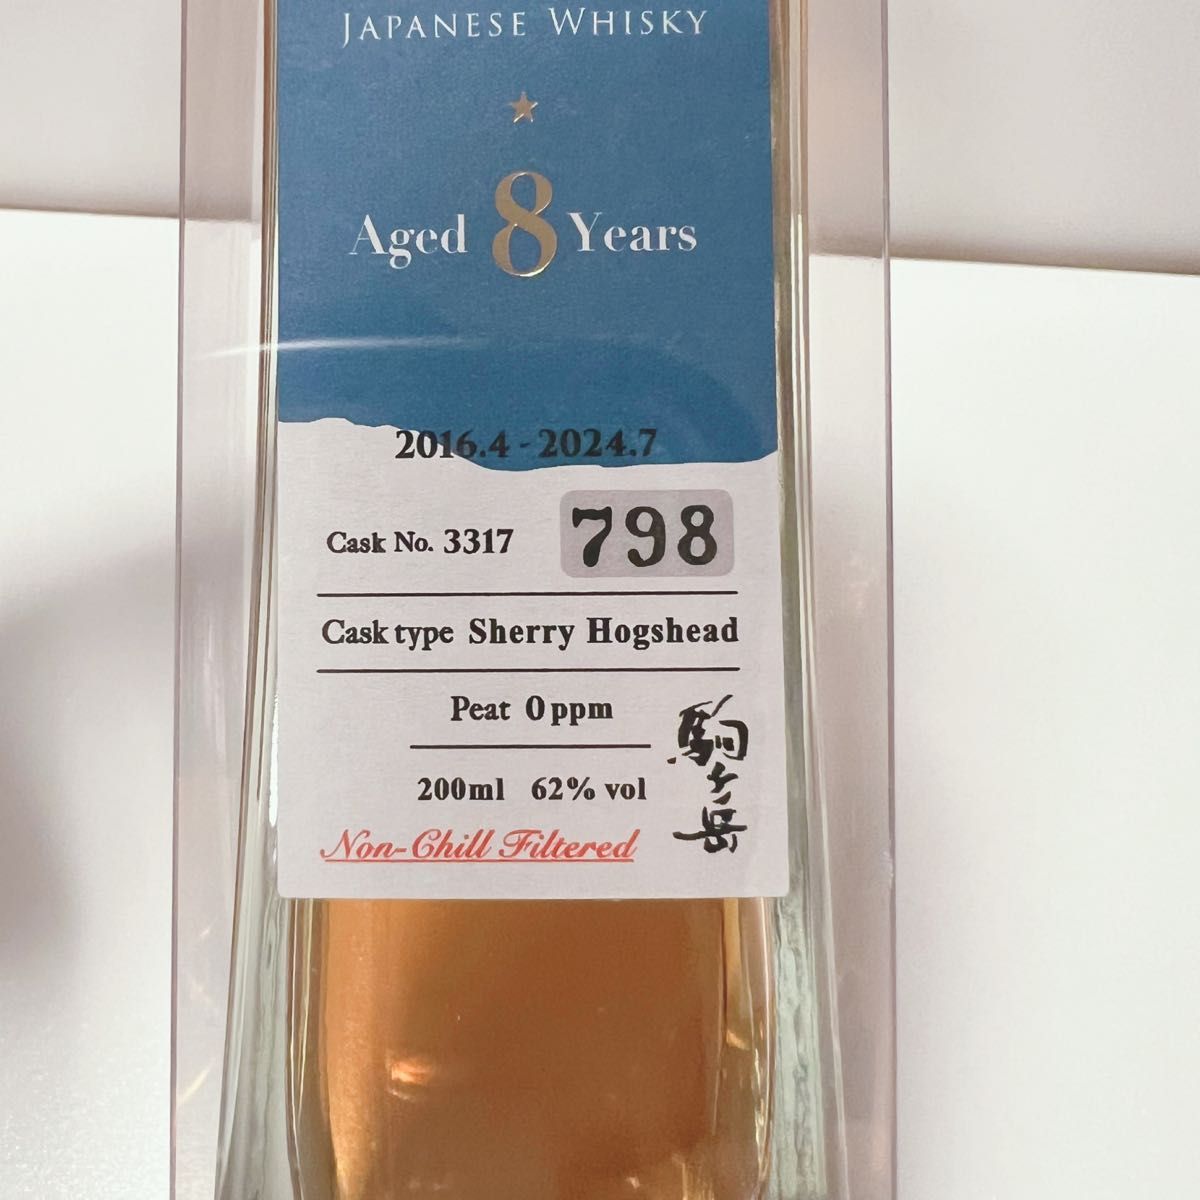 JAPANESE WHISKY
Aged 8 Years
2016.4 - 2024.7
Cask No. 3317 798
Cask type Sherry Hogshead
Peat 0 ppm
200ml 62% vol
Non-Chill Filtered
駒ヶ岳